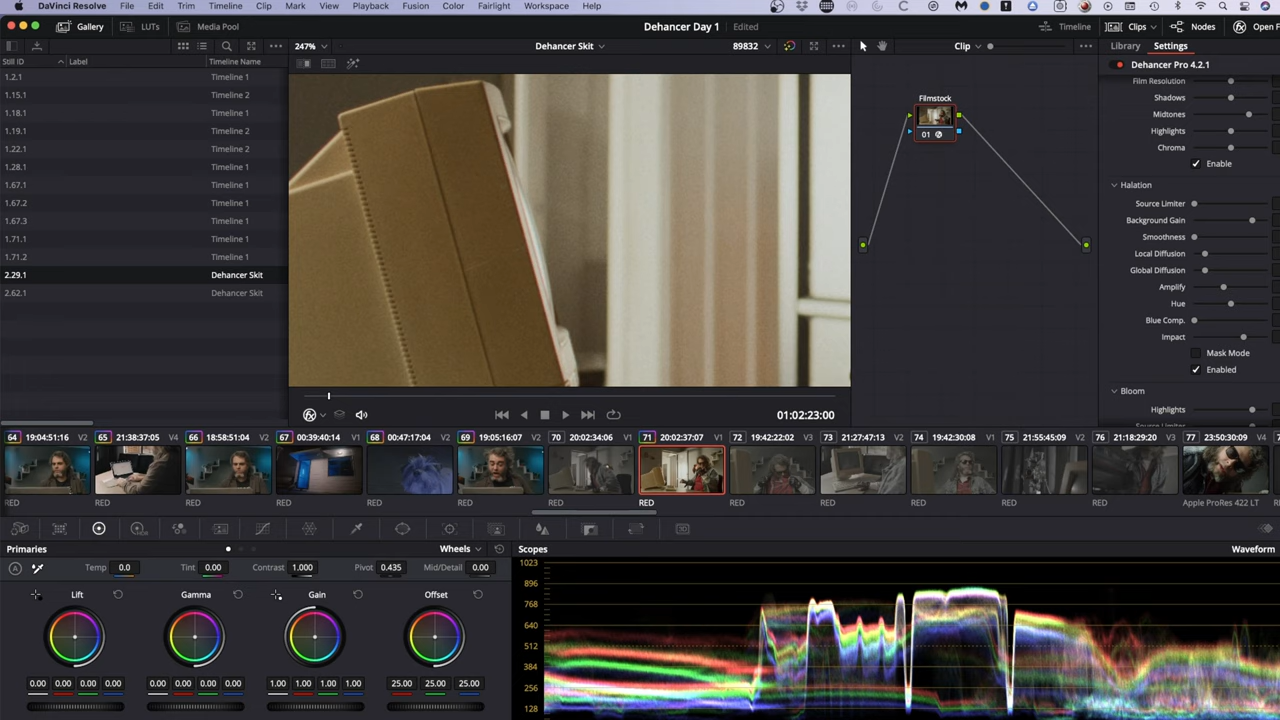 DaVinci Resolve File Edit Trim Timeline Clip Mark View Playback Fusion Color Fairlight Workspace Help
Gallery LUTs Media Pool Dehancer Day 1 Edited Timeline Clips Nodes Open F
247% Dehancer Skit 89832 Clip Library Settings
Still ID Label Timeline Name
1.2.1 Timeline 1
1.15.1 Timeline 2
1.18.1 Timeline 1
1.19.1 Timeline 2
1.22.1 Timeline 2
1.28.1 Timeline 1
1.67.1 Timeline 1
1.67.2 Timeline 1
1.67.3 Timeline 1
1.71.1 Timeline 1
1.71.2 Timeline 1
2.29.1 Dehancer Skit
2.62.1 Dehancer Skit
01:02:23:00
Filmstock
01
Dehancer Pro 4.2.1
Film Resolution
Shadows
Midtones
Highlights
Chroma
Enable
Halation
Source Limiter
Background Gain
Smoothness
Local Diffusion
Global Diffusion
Amplify
Hue
Blue Comp.
Impact
Mask Mode
Enabled
Bloom
Highlights
64 19:04:51:16 V2 65 21:38:37:05 V4 66 18:58:51:04 V2 67 00:39:40:14 V1 68 00:47:17:04 V2 69 19:05:16:07 V2 70 20:02:34:06 V1 71 20:02:37:07 V1 72 19:42:22:02 V3 73 21:27:47:13 V2 74 19:42:30:08 V1 75 21:55:45:09 V2 76 21:18:29:20 V1 77 23:50:30:09 V3
RED RED RED RED RED RED RED RED RED RED RED RED RED Apple ProRes 422 LT
Primaries Wheels Scopes Waveform
A Temp 0.0 Tint 0.00 Contrast 1.000 Pivot 0.435 Mid/Detail 0.00
Lift Gamma Gain Offset
0.00 0.00 0.00 0.00 0.00 0.00 0.00 0.00 1.00 1.00 1.00 1.00 25.00 25.00 25.00
1023
896
768
640
512
384
256
128